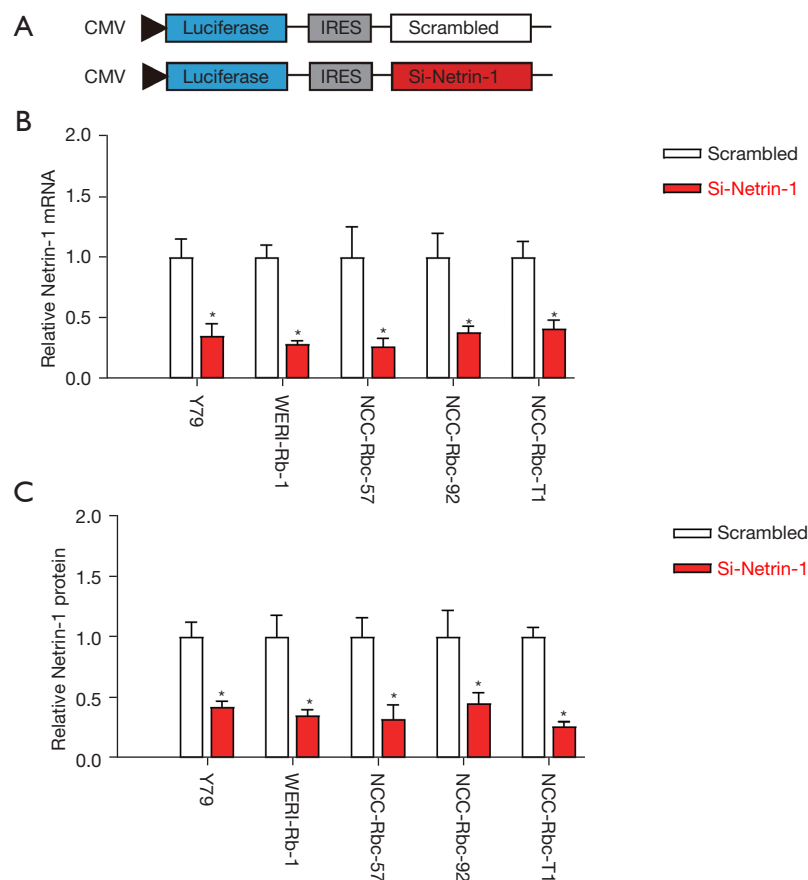 A
CMV Luciferase IRES Scrambled
CMV Luciferase IRES Si-Netrin-1
B
Relative Netrin-1 mRNA
2.0
1.5
1.0
0.5
0.0
* * * * *
Y79 WERI-Rb-1 NCC-Rbc-57 NCC-Rbc-92 NCC-Rbc-T1
Scrambled
Si-Netrin-1
C
Relative Netrin-1 protein
2.0
1.5
1.0
0.5
0.0
* * * * *
Y79 WERI-Rb-1 NCC-Rbc-57 NCC-Rbc-92 NCC-Rbc-T1
Scrambled
Si-Netrin-1